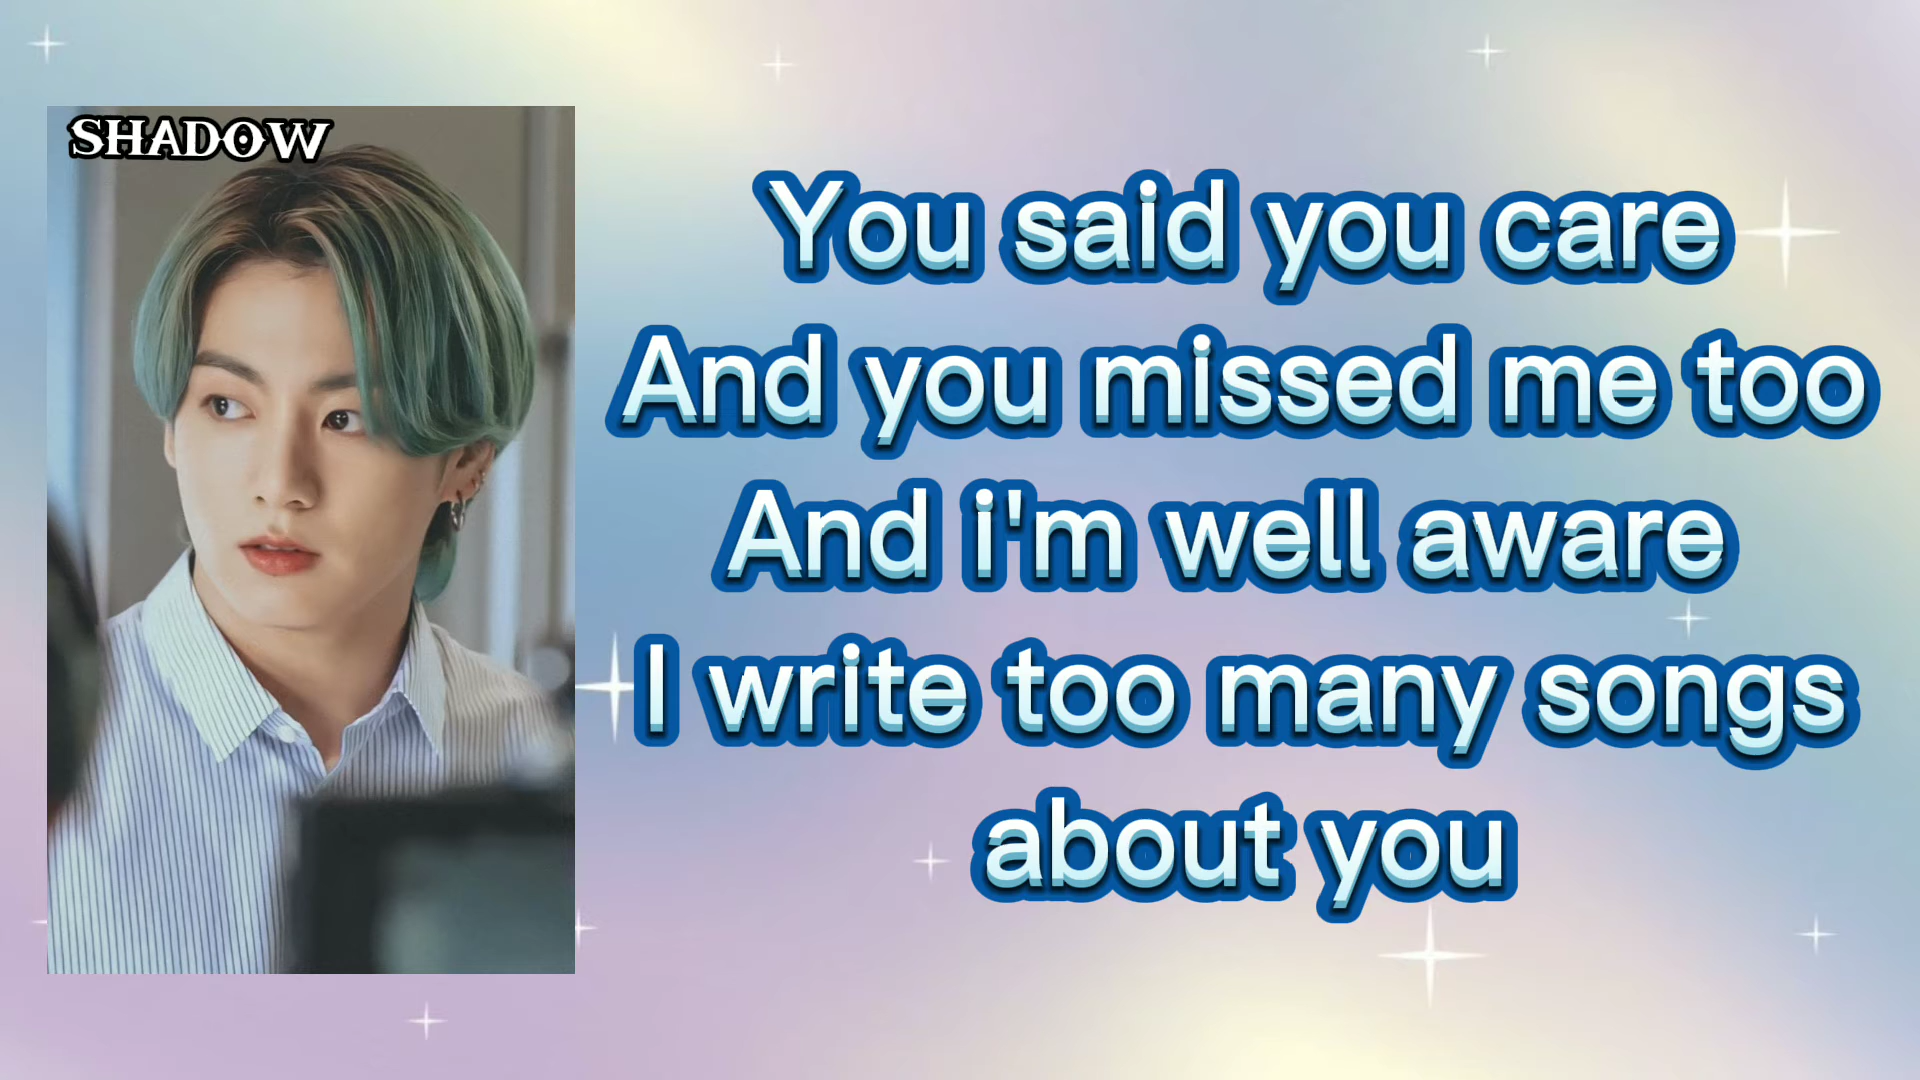 SHADOW
You said you care
And you missed me too
And i'm well aware
I write too many songs
about you